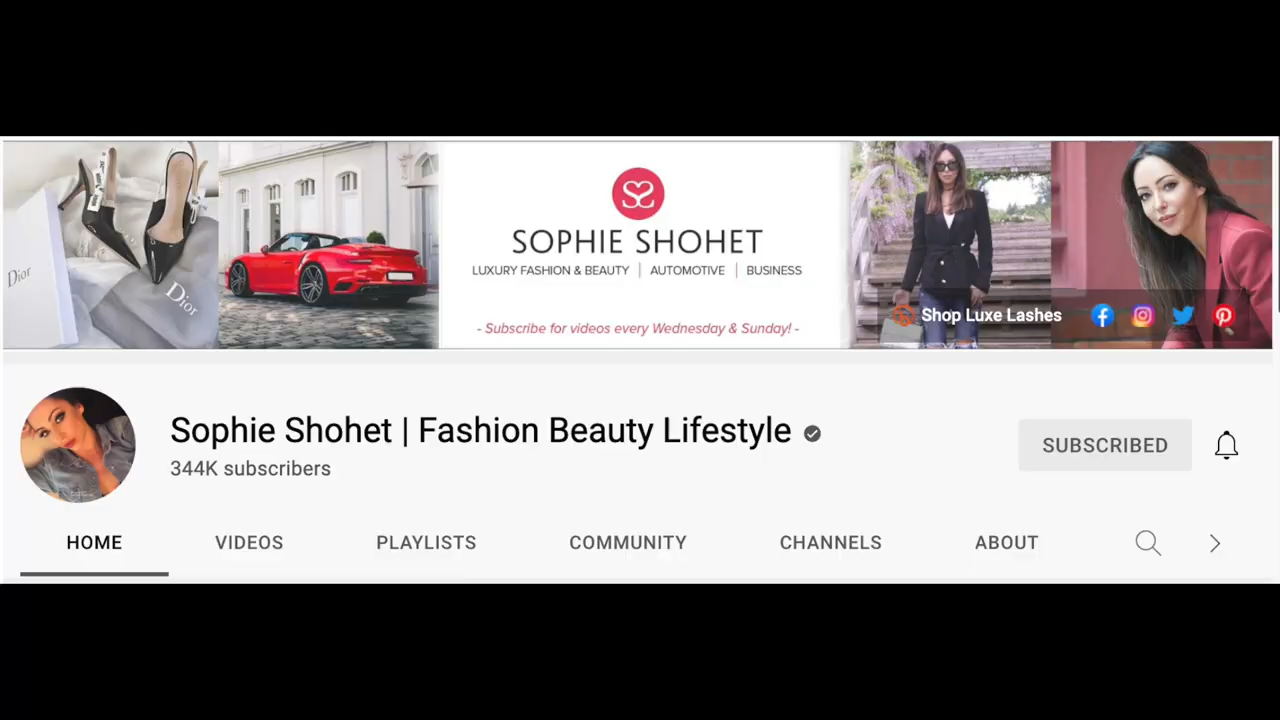 Dior
Dior
SS
SOPHIE SHOHET
LUXURY FASHION & BEAUTY | AUTOMOTIVE | BUSINESS
- Subscribe for videos every Wednesday & Sunday! -
Shop Luxe Lashes
Sophie Shohet | Fashion Beauty Lifestyle
344K subscribers
SUBSCRIBED
HOME VIDEOS PLAYLISTS COMMUNITY CHANNELS ABOUT